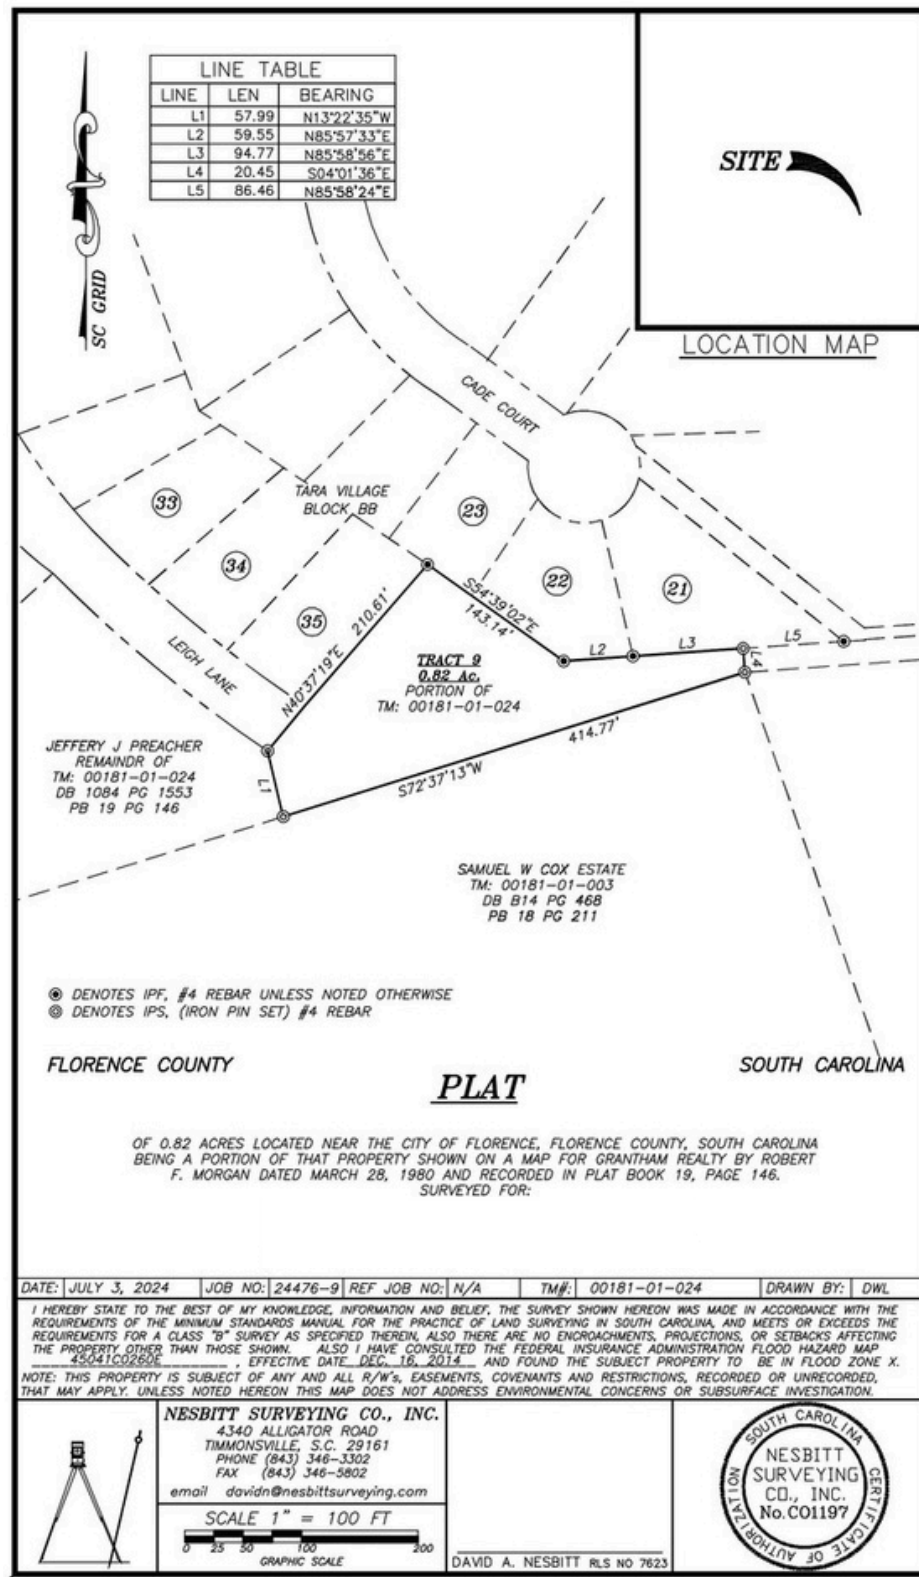 LINE TABLE
LINE LEN BEARING
L1 57.99 N13°22'35"W
L2 59.55 N85°57'33"E
L3 94.77 N85°58'56"E
L4 20.45 S04°01'36"E
L5 86.46 N85°58'24"E
SC GRID
SITE
LOCATION MAP
CADE COURT
TARA VILLAGE
BLOCK BB
33
34
35
23
22
21
LEIGH LANE
N40°37'19"E 210.61'
S54°39'02"E
143.14'
L2
L3
L5
L4
L1
TRACT 9
0.82 Ac.
PORTION OF
TM: 00181-01-024
S72°37'13"W
414.77'
JEFFERY J PREACHER
REMAINDR OF
TM: 00181-01-024
DB 1084 PG 1553
PB 19 PG 146
SAMUEL W COX ESTATE
TM: 00181-01-003
DB B14 PG 468
PB 18 PG 211
DENOTES IPF, #4 REBAR UNLESS NOTED OTHERWISE
DENOTES IPS, (IRON PIN SET) #4 REBAR
FLORENCE COUNTY
SOUTH CAROLINA
PLAT
OF 0.82 ACRES LOCATED NEAR THE CITY OF FLORENCE, FLORENCE COUNTY, SOUTH CAROLINA
BEING A PORTION OF THAT PROPERTY SHOWN ON A MAP FOR GRANTHAM REALTY BY ROBERT
F. MORGAN DATED MARCH 28, 1980 AND RECORDED IN PLAT BOOK 19, PAGE 146.
SURVEYED FOR:
DATE: JULY 3, 2024 JOB NO: 24476-9 REF JOB NO: N/A TM#: 00181-01-024 DRAWN BY: DWL
I HEREBY STATE TO THE BEST OF MY KNOWLEDGE, INFORMATION AND BELIEF, THE SURVEY SHOWN HEREON WAS MADE IN ACCORDANCE WITH THE
REQUIREMENTS OF THE MINIMUM STANDARDS MANUAL FOR THE PRACTICE OF LAND SURVEYING IN SOUTH CAROLINA, AND MEETS OR EXCEEDS THE
REQUIREMENTS FOR A CLASS "B" SURVEY AS SPECIFIED THEREIN, ALSO THERE ARE NO ENCROACHMENTS, PROJECTIONS, OR SETBACKS AFFECTING
THE PROPERTY OTHER THAN THOSE SHOWN. ALSO I HAVE CONSULTED THE FEDERAL INSURANCE ADMINISTRATION FLOOD HAZARD MAP
45041C0260E , EFFECTIVE DATE DEC. 16, 2014 AND FOUND THE SUBJECT PROPERTY TO BE IN FLOOD ZONE X.
NOTE: THIS PROPERTY IS SUBJECT OF ANY AND ALL R/W's, EASEMENTS, COVENANTS AND RESTRICTIONS, RECORDED OR UNRECORDED,
THAT MAY APPLY. UNLESS NOTED HEREON THIS MAP DOES NOT ADDRESS ENVIRONMENTAL CONCERNS OR SUBSURFACE INVESTIGATION.
NESBITT SURVEYING CO., INC.
4340 ALLIGATOR ROAD
TIMMONSVILLE, S.C. 29161
PHONE (843) 346-3302
FAX (843) 346-5802
email davidn@nesbittsurveying.com
SCALE 1" = 100 FT
0 25 50 100 200
GRAPHIC SCALE
DAVID A. NESBITT RLS NO 7623
SOUTH CAROLINA
CERTIFICATE OF AUTHORIZATION
NESBITT
SURVEYING
CO., INC.
No. C01197